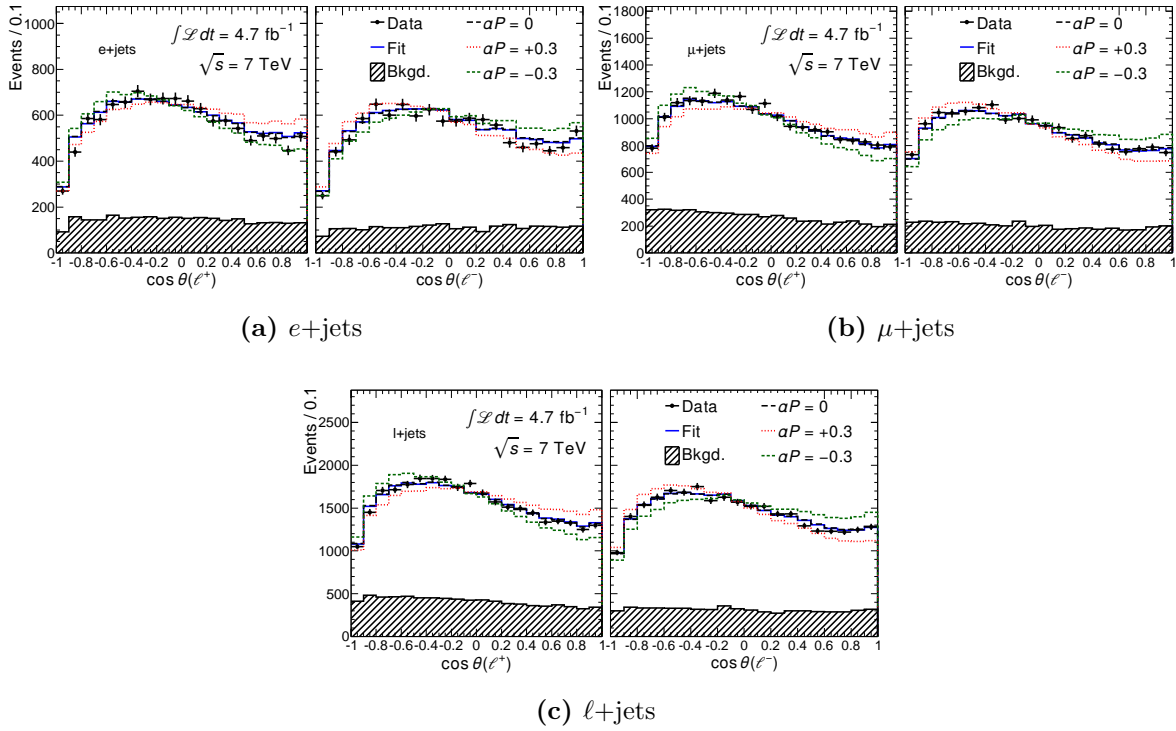 Events / 0.1
1000
800
600
400
200
0
e+jets
∫ℒ dt = 4.7 fb⁻¹
√s = 7 TeV
Data
Fit
Bkgd.
αP = 0
αP = +0.3
αP = −0.3
-1 -0.8 -0.6 -0.4 -0.2 0 0.2 0.4 0.6 0.8 1
cos θ(ℓ⁺)
-1 -0.8 -0.6 -0.4 -0.2 0 0.2 0.4 0.6 0.8 1
cos θ(ℓ⁻)
(a) e+jets
Events / 0.1
1800
1600
1400
1200
1000
800
600
400
200
0
μ+jets
∫ℒ dt = 4.7 fb⁻¹
√s = 7 TeV
Data
Fit
Bkgd.
αP = 0
αP = +0.3
αP = −0.3
-1 -0.8 -0.6 -0.4 -0.2 0 0.2 0.4 0.6 0.8 1
cos θ(ℓ⁺)
-1 -0.8 -0.6 -0.4 -0.2 0 0.2 0.4 0.6 0.8 1
cos θ(ℓ⁻)
(b) μ+jets
Events / 0.1
2500
2000
1500
1000
500
0
l+jets
∫ℒ dt = 4.7 fb⁻¹
√s = 7 TeV
Data
Fit
Bkgd.
αP = 0
αP = +0.3
αP = −0.3
-1 -0.8 -0.6 -0.4 -0.2 0 0.2 0.4 0.6 0.8 1
cos θ(ℓ⁺)
-1 -0.8 -0.6 -0.4 -0.2 0 0.2 0.4 0.6 0.8 1
cos θ(ℓ⁻)
(c) ℓ+jets